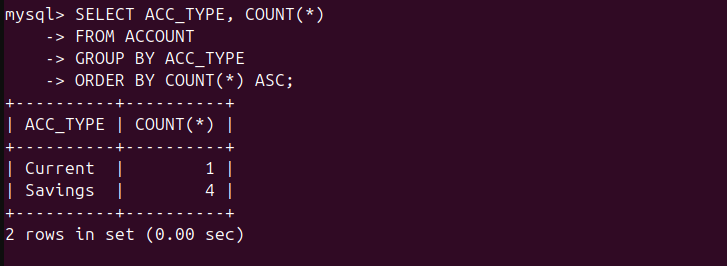 mysql> SELECT ACC_TYPE, COUNT(*)
    -> FROM ACCOUNT
    -> GROUP BY ACC_TYPE
    -> ORDER BY COUNT(*) ASC;
+----------+----------+
| ACC_TYPE | COUNT(*) |
+----------+----------+
| Current  |        1 |
| Savings  |        4 |
+----------+----------+
2 rows in set (0.00 sec)